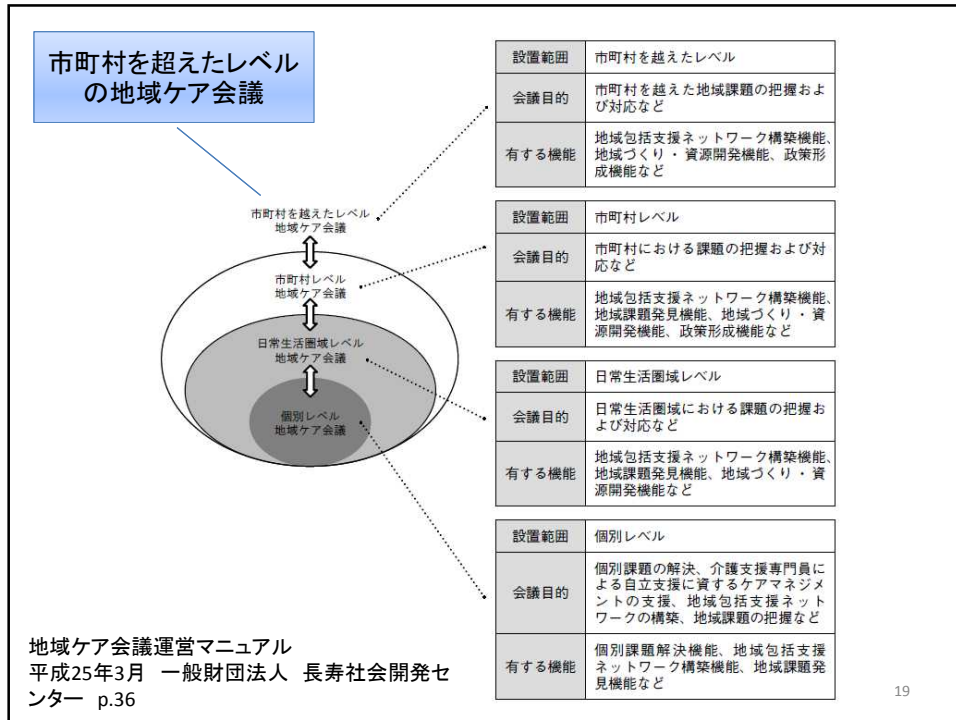 市町村を超えたレベル
の地域ケア会議
市町村を越えたレベル
地域ケア会議
市町村レベル
地域ケア会議
日常生活圏域レベル
地域ケア会議
個別レベル
地域ケア会議
設置範囲 市町村を越えたレベル
会議目的 市町村を越えた地域課題の把握およ
び対応など
有する機能 地域包括支援ネットワーク構築機能、
地域づくり・資源開発機能、政策形
成機能など
設置範囲 市町村レベル
会議目的 市町村における課題の把握および対
応など
有する機能 地域包括支援ネットワーク構築機能、
地域課題発見機能、地域づくり・資
源開発機能、政策形成機能など
設置範囲 日常生活圏域レベル
会議目的 日常生活圏域における課題の把握お
よび対応など
有する機能 地域包括支援ネットワーク構築機能、
地域課題発見機能、地域づくり・資
源開発機能など
設置範囲 個別レベル
会議目的 個別課題の解決、介護支援専門員に
よる自立支援に資するケアマネジメ
ントの支援、地域包括支援ネット
ワークの構築、地域課題の把握など
有する機能 個別課題解決機能、地域包括支援
ネットワーク構築機能、地域課題発
見機能など
地域ケア会議運営マニュアル
平成25年3月 一般財団法人 長寿社会開発セ
ンター p.36
19